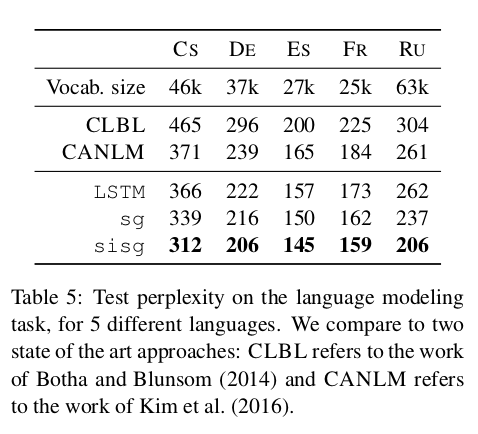 CS DE ES FR RU
Vocab. size 46k 37k 27k 25k 63k
CLBL 465 296 200 225 304
CANLM 371 239 165 184 261
LSTM 366 222 157 173 262
sg 339 216 150 162 237
sisg 312 206 145 159 206
Table 5: Test perplexity on the language modeling
task, for 5 different languages. We compare to two
state of the art approaches: CLBL refers to the work
of Botha and Blunsom (2014) and CANLM refers
to the work of Kim et al. (2016).